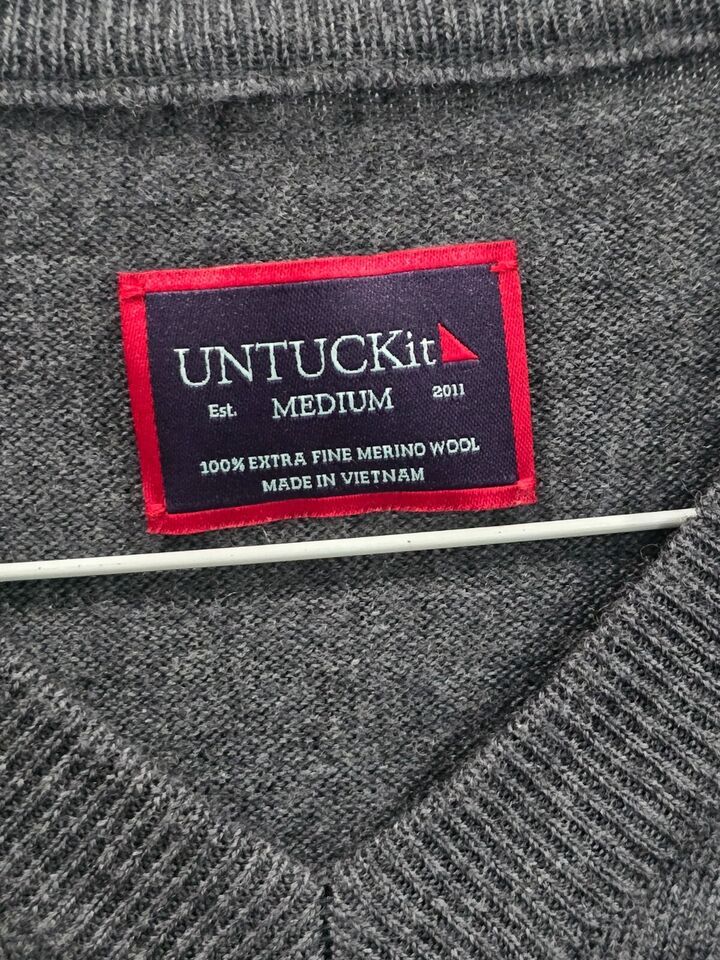 UNTUCKit
Est. MEDIUM 2011
100% EXTRA FINE MERINO WOOL
MADE IN VIETNAM